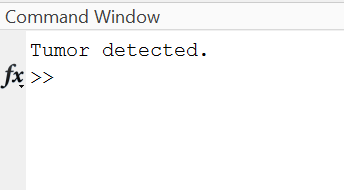 Command Window
Tumor detected.
fx >>